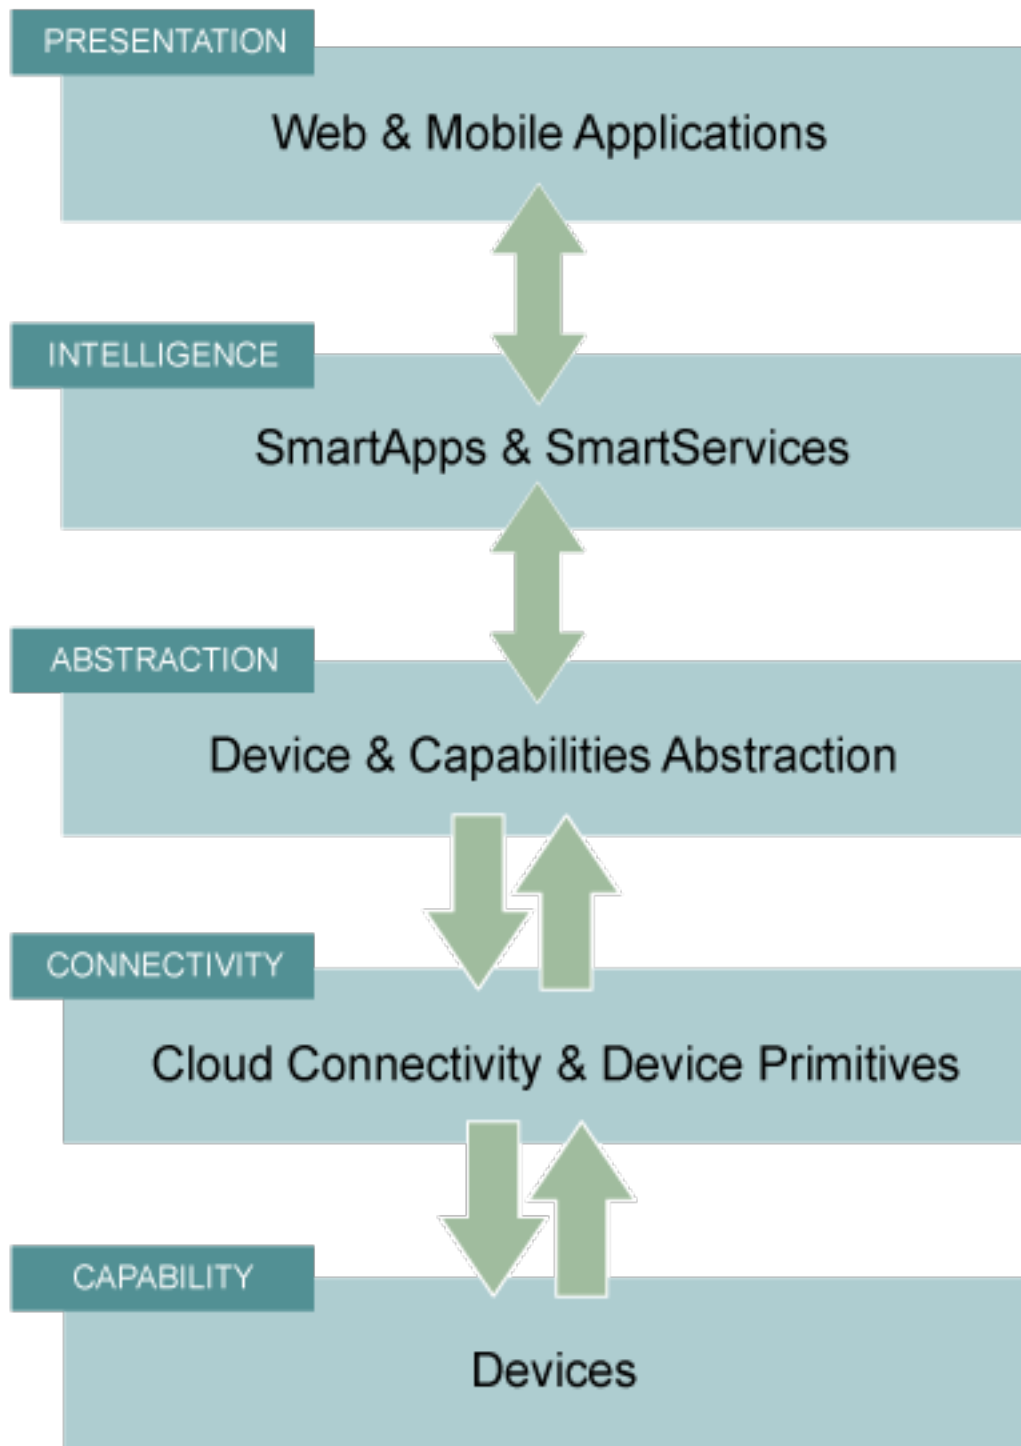 PRESENTATION
Web & Mobile Applications
INTELLIGENCE
SmartApps & SmartServices
ABSTRACTION
Device & Capabilities Abstraction
CONNECTIVITY
Cloud Connectivity & Device Primitives
CAPABILITY
Devices